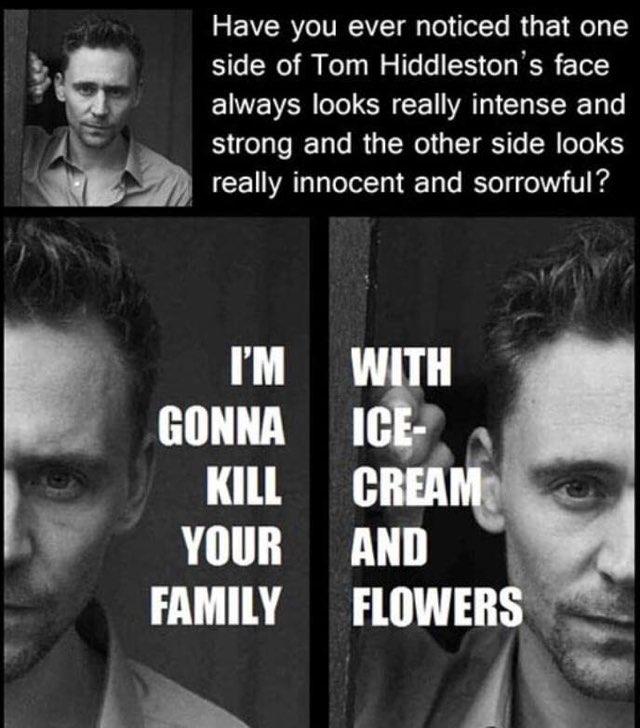 Have you ever noticed that one
side of Tom Hiddleston's face
always looks really intense and
strong and the other side looks
really innocent and sorrowful?
I'M
GONNA
KILL
YOUR
FAMILY
WITH
ICE-
CREAM
AND
FLOWERS